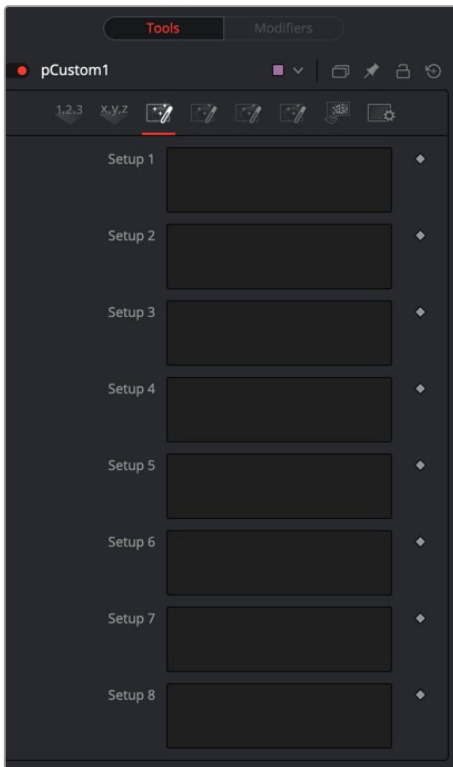 Tools Modifiers
pCustom1
1,2,3 x,y,z
Setup 1
Setup 2
Setup 3
Setup 4
Setup 5
Setup 6
Setup 7
Setup 8